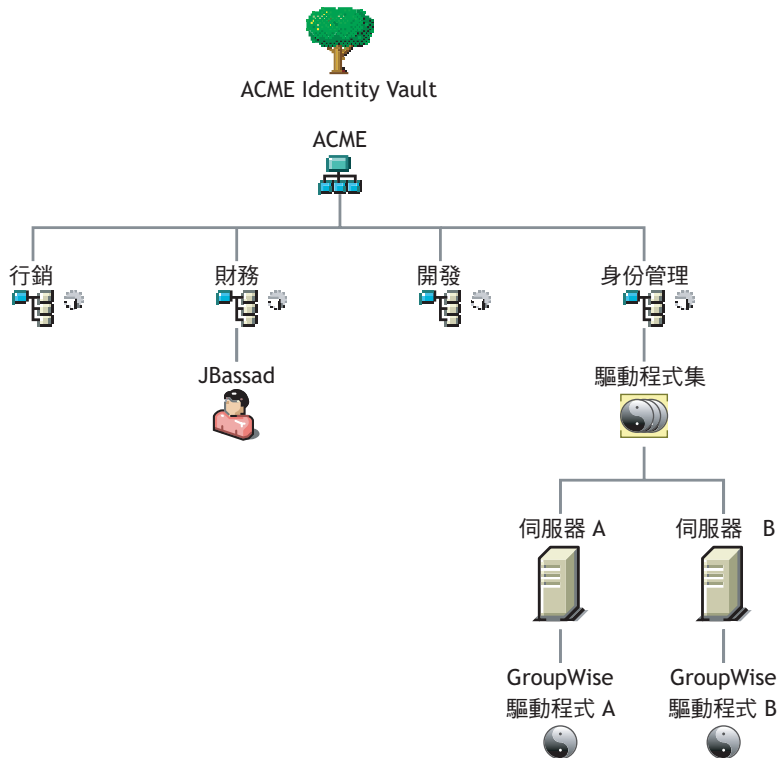 ACME Identity Vault
ACME
行銷
財務
開發
身份管理
JBassad
驅動程式集
伺服器 A
伺服器 B
GroupWise
驅動程式 A
GroupWise
驅動程式 B